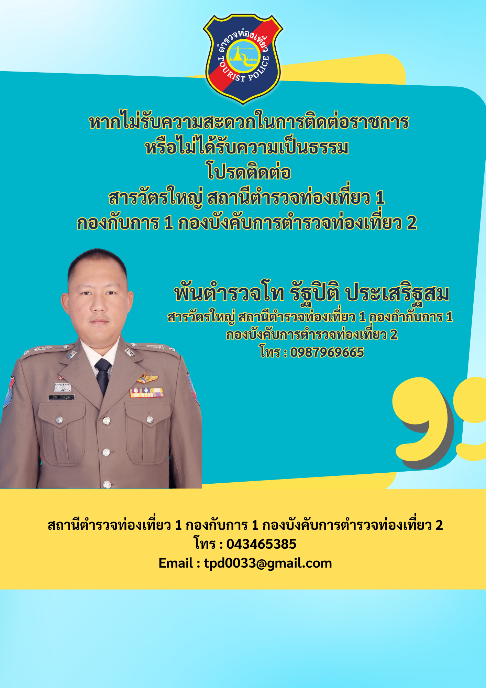 ตำรวจท่องเที่ยว
TOURIST POLICE
หากไม่รับความสะดวกในการติดต่อราชการ
หรือไม่ได้รับความเป็นธรรม
โปรดติดต่อ
สารวัตรใหญ่ สถานีตำรวจท่องเที่ยว 1
กองกับการ 1 กองบังคับการตำรวจท่องเที่ยว 2
พันตำรวจโท รัฐปิติ ประเสริฐสม
สารวัตรใหญ่ สถานีตำรวจท่องเที่ยว 1 กองกำกับการ 1
กองบังคับการตำรวจท่องเที่ยว 2
โทร : 0987969665
สถานีตำรวจท่องเที่ยว 1 กองกับการ 1 กองบังคับการตำรวจท่องเที่ยว 2
โทร : 043465385
Email : tpd0033@gmail.com